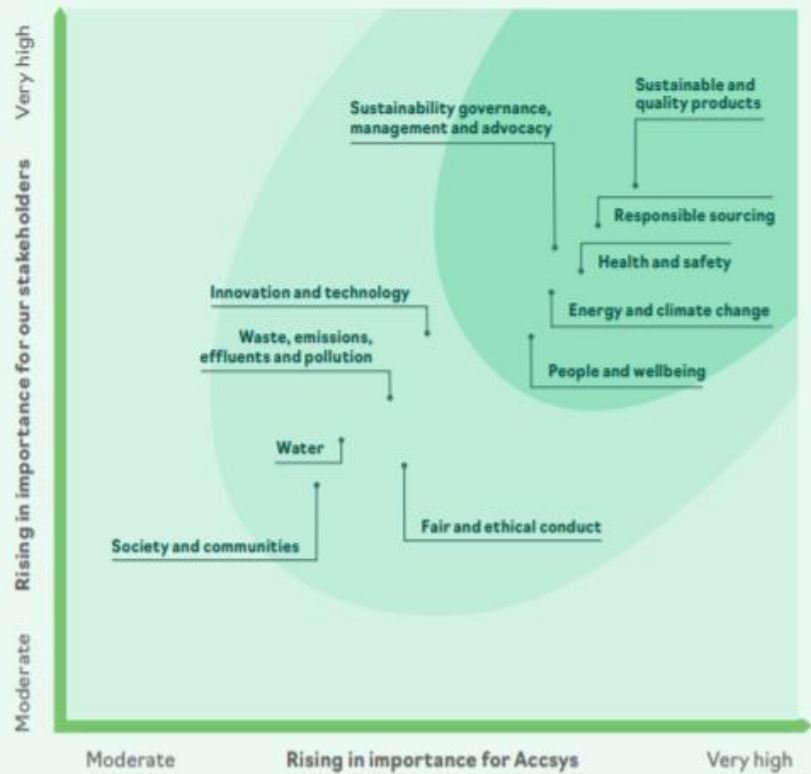 Very high
Rising in importance for our stakeholders
Moderate
Sustainable and
quality products
Sustainability governance,
management and advocacy
Responsible sourcing
Health and safety
Innovation and technology
Energy and climate change
Waste, emissions,
effluents and pollution
People and wellbeing
Water
Fair and ethical conduct
Society and communities
Moderate
Rising in importance for Accsys
Very high